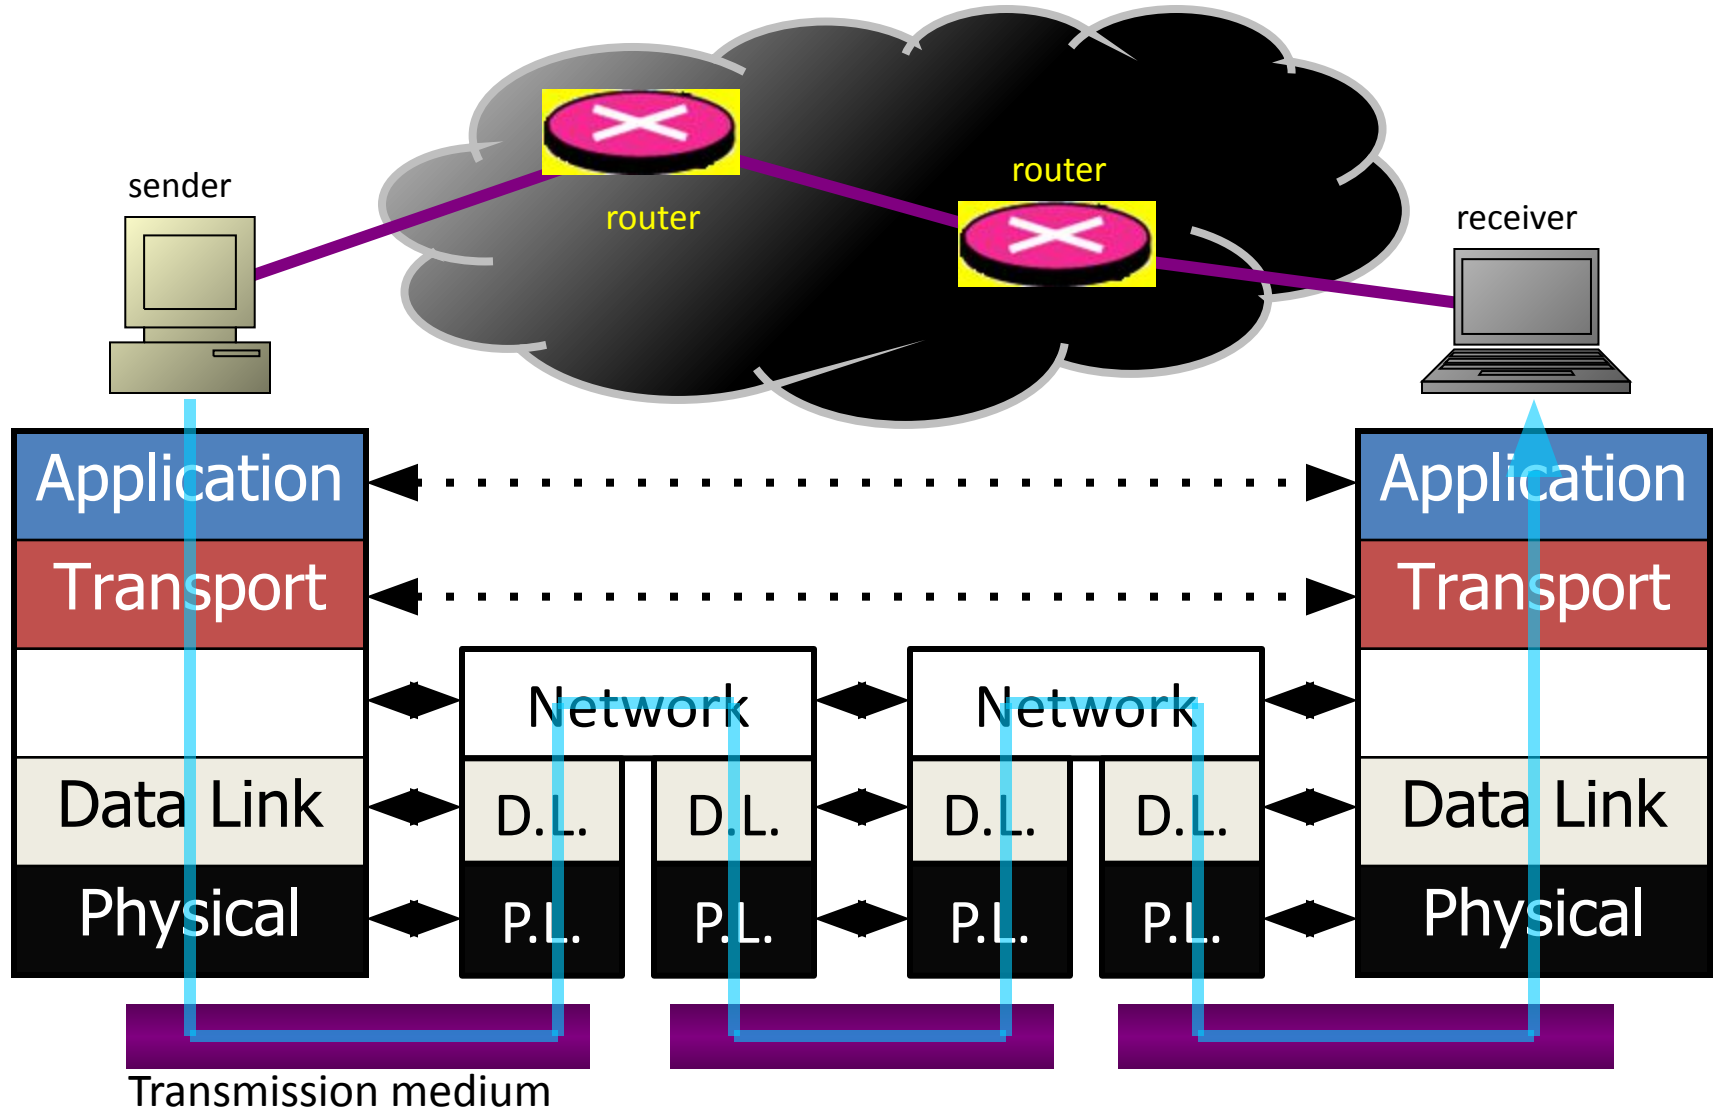 router
sender
router
receiver
Application
Application
Transport
Transport
Network
Network
Data Link
D.L.
D.L.
D.L.
D.L.
Data Link
Physical
P.L.
P.L.
P.L.
P.L.
Physical
Transmission medium